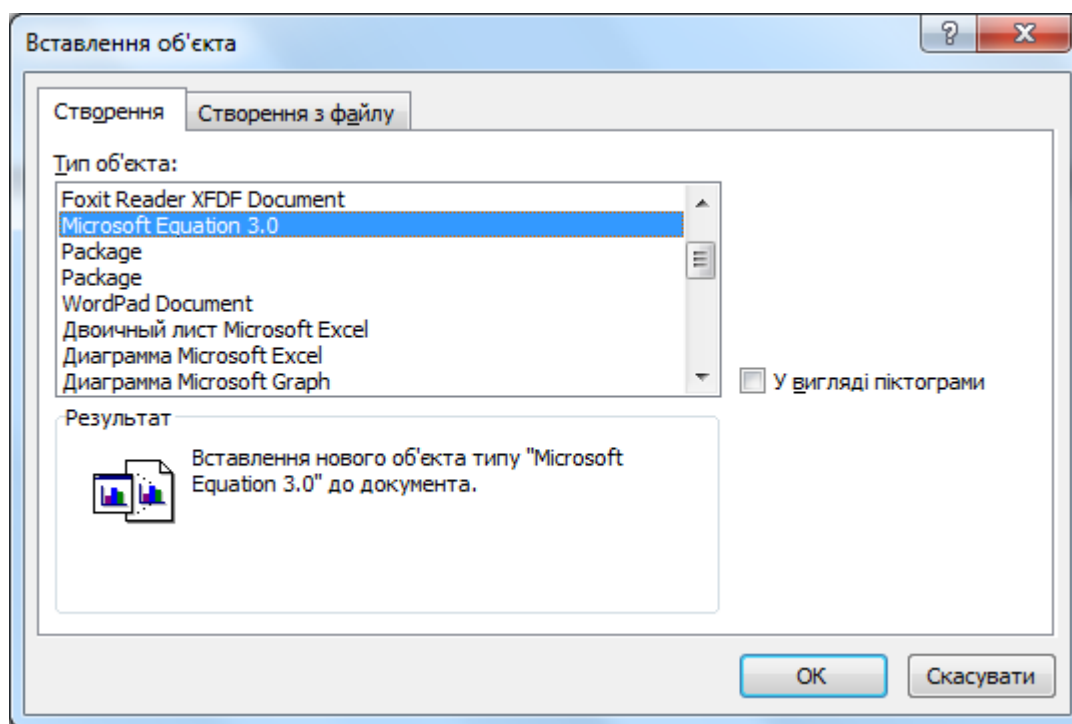 Вставлення об'єкта
Створення
Створення з файлу
Тип об'єкта:
Foxit Reader XFDF Document
Microsoft Equation 3.0
Package
Package
WordPad Document
Двоичный лист Microsoft Excel
Диаграмма Microsoft Excel
Диаграмма Microsoft Graph
У вигляді піктограми
Результат
Вставлення нового об'єкта типу "Microsoft
Equation 3.0" до документа.
ОК
Скасувати